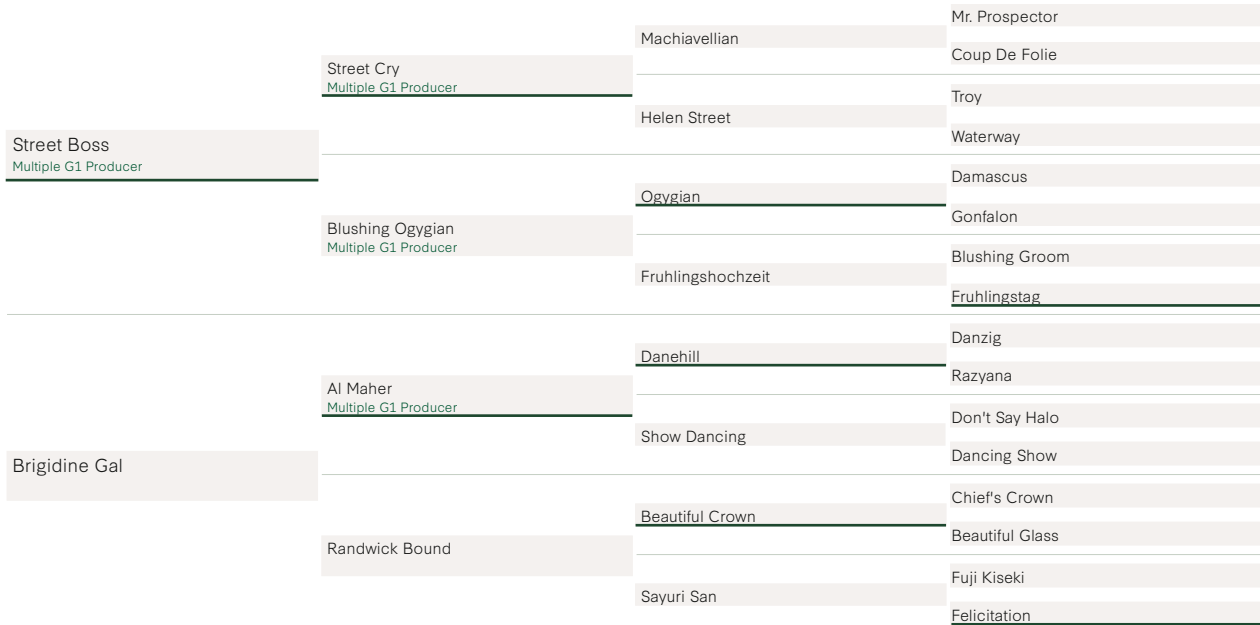 Street Boss
Multiple G1 Producer
Street Cry
Multiple G1 Producer
Machiavellian
Mr. Prospector
Coup De Folie
Helen Street
Troy
Waterway
Blushing Ogygian
Multiple G1 Producer
Ogygian
Damascus
Gonfalon
Fruhlingshochzeit
Blushing Groom
Fruhlingstag
Brigidine Gal
Al Maher
Multiple G1 Producer
Danehill
Danzig
Razyana
Show Dancing
Don't Say Halo
Dancing Show
Randwick Bound
Beautiful Crown
Chief's Crown
Beautiful Glass
Sayuri San
Fuji Kiseki
Felicitation